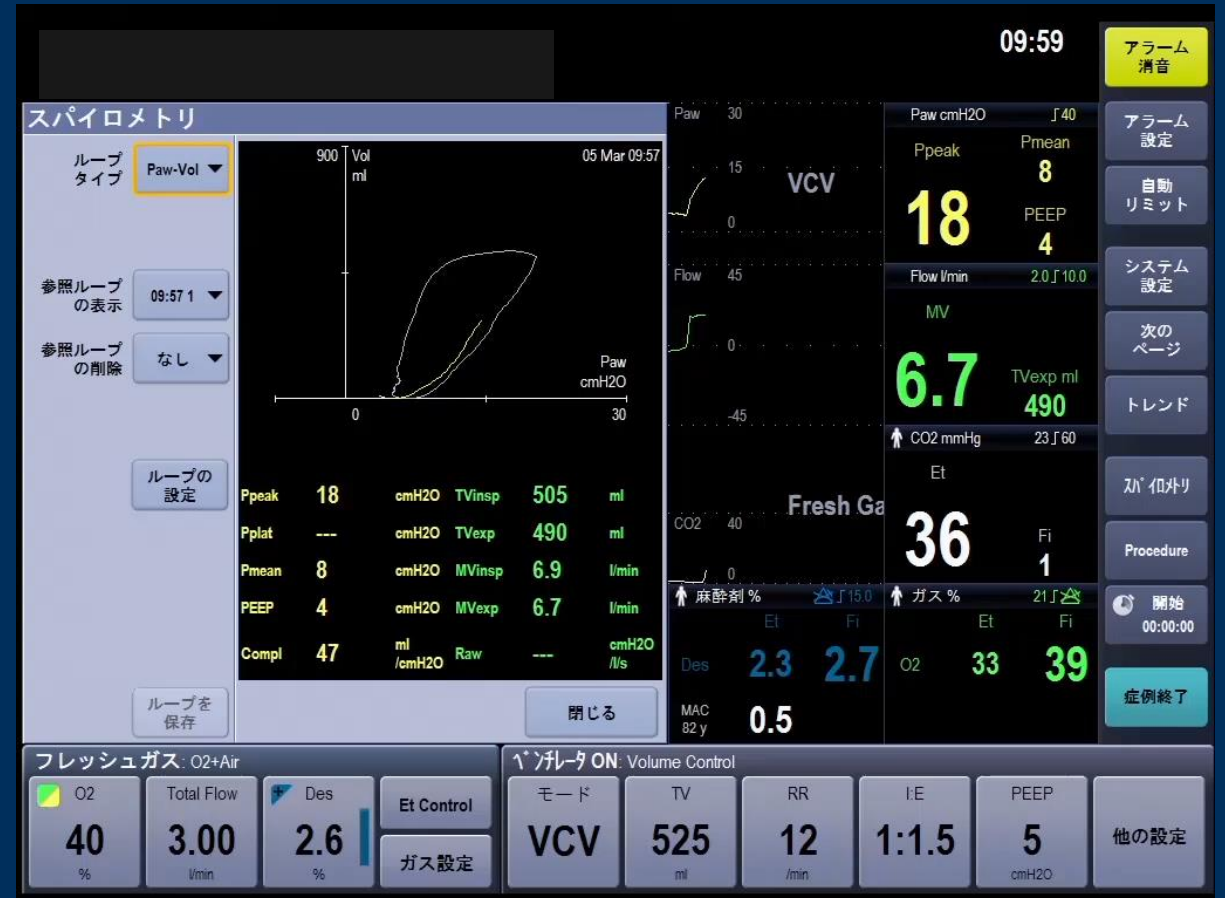 09:59
アラーム
消音
スパイロメトリ
ループ
タイプ
Paw-Vol
900 Vol
ml
05 Mar 09:57
Paw
cmH2O
0
30
参照ループ
の表示
09:57 1
参照ループ
の削除
なし
ループの
設定
ループを
保存
Ppeak 18 cmH2O TVinsp 505 ml
Pplat --- cmH2O TVexp 490 ml
Pmean 8 cmH2O MVinsp 6.9 l/min
PEEP 4 cmH2O MVexp 6.7 l/min
Compl 47 ml/cmH2O Raw --- cmH2O/l/s
閉じる
Paw 30
15
0
VCV
Flow 45
0
-45
Fresh Ga
CO2 40
0
Paw cmH2O 40
Ppeak
18
Pmean
8
PEEP
4
Flow l/min 2.0 10.0
MV
6.7
TVexp ml
490
CO2 mmHg 23 60
Et
36
Fi
1
麻酔剤 % 15.0
Et Fi
Des 2.3 2.7
MAC
82 y
0.5
ガス % 21
Et Fi
O2 33 39
アラーム
設定
自動
リミット
システム
設定
次の
ページ
トレンド
ｽﾊﾟｲﾛﾒﾄﾘ
Procedure
開始
00:00:00
症例終了
フレッシュガス: O2+Air
O2
40
%
Total Flow
3.00
l/min
Des
2.6
%
Et Control
ガス設定
ﾍﾞﾝﾁﾚｰﾀ ON: Volume Control
モード
VCV
TV
525
ml
RR
12
/min
I:E
1:1.5
PEEP
5
cmH2O
他の設定